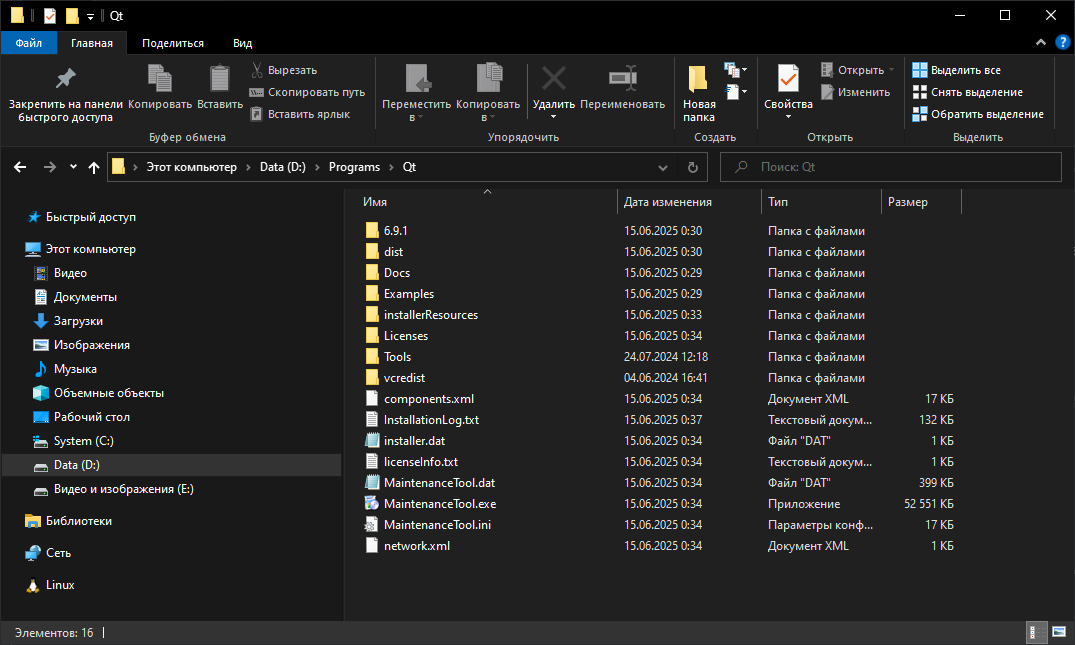 Qt
Файл Главная Поделиться Вид
Закрепить на панели быстрого доступа
Копировать
Вставить
Вырезать
Скопировать путь
Вставить ярлык
Буфер обмена
Переместить в
Копировать в
Удалить
Переименовать
Упорядочить
Новая папка
Создать
Свойства
Открыть
Изменить
Открыть
Выделить все
Снять выделение
Обратить выделение
Выделить
Этот компьютер Data (D:) Programs Qt
Поиск: Qt
Быстрый доступ
Этот компьютер
Видео
Документы
Загрузки
Изображения
Музыка
Объемные объекты
Рабочий стол
System (C:)
Data (D:)
Видео и изображения (E:)
Библиотеки
Сеть
Linux
Имя Дата изменения Тип Размер
6.9.1 15.06.2025 0:30 Папка с файлами
dist 15.06.2025 0:30 Папка с файлами
Docs 15.06.2025 0:29 Папка с файлами
Examples 15.06.2025 0:29 Папка с файлами
installerResources 15.06.2025 0:33 Папка с файлами
Licenses 15.06.2025 0:34 Папка с файлами
Tools 24.07.2024 12:18 Папка с файлами
vcredist 04.06.2024 16:41 Папка с файлами
components.xml 15.06.2025 0:34 Документ XML 17 КБ
InstallationLog.txt 15.06.2025 0:37 Текстовый докум... 132 КБ
installer.dat 15.06.2025 0:34 Файл "DAT" 1 КБ
licenseInfo.txt 15.06.2025 0:34 Текстовый докум... 1 КБ
MaintenanceTool.dat 15.06.2025 0:34 Файл "DAT" 399 КБ
MaintenanceTool.exe 15.06.2025 0:34 Приложение 52 551 КБ
MaintenanceTool.ini 15.06.2025 0:34 Параметры конф... 17 КБ
network.xml 15.06.2025 0:34 Документ XML 1 КБ
Элементов: 16